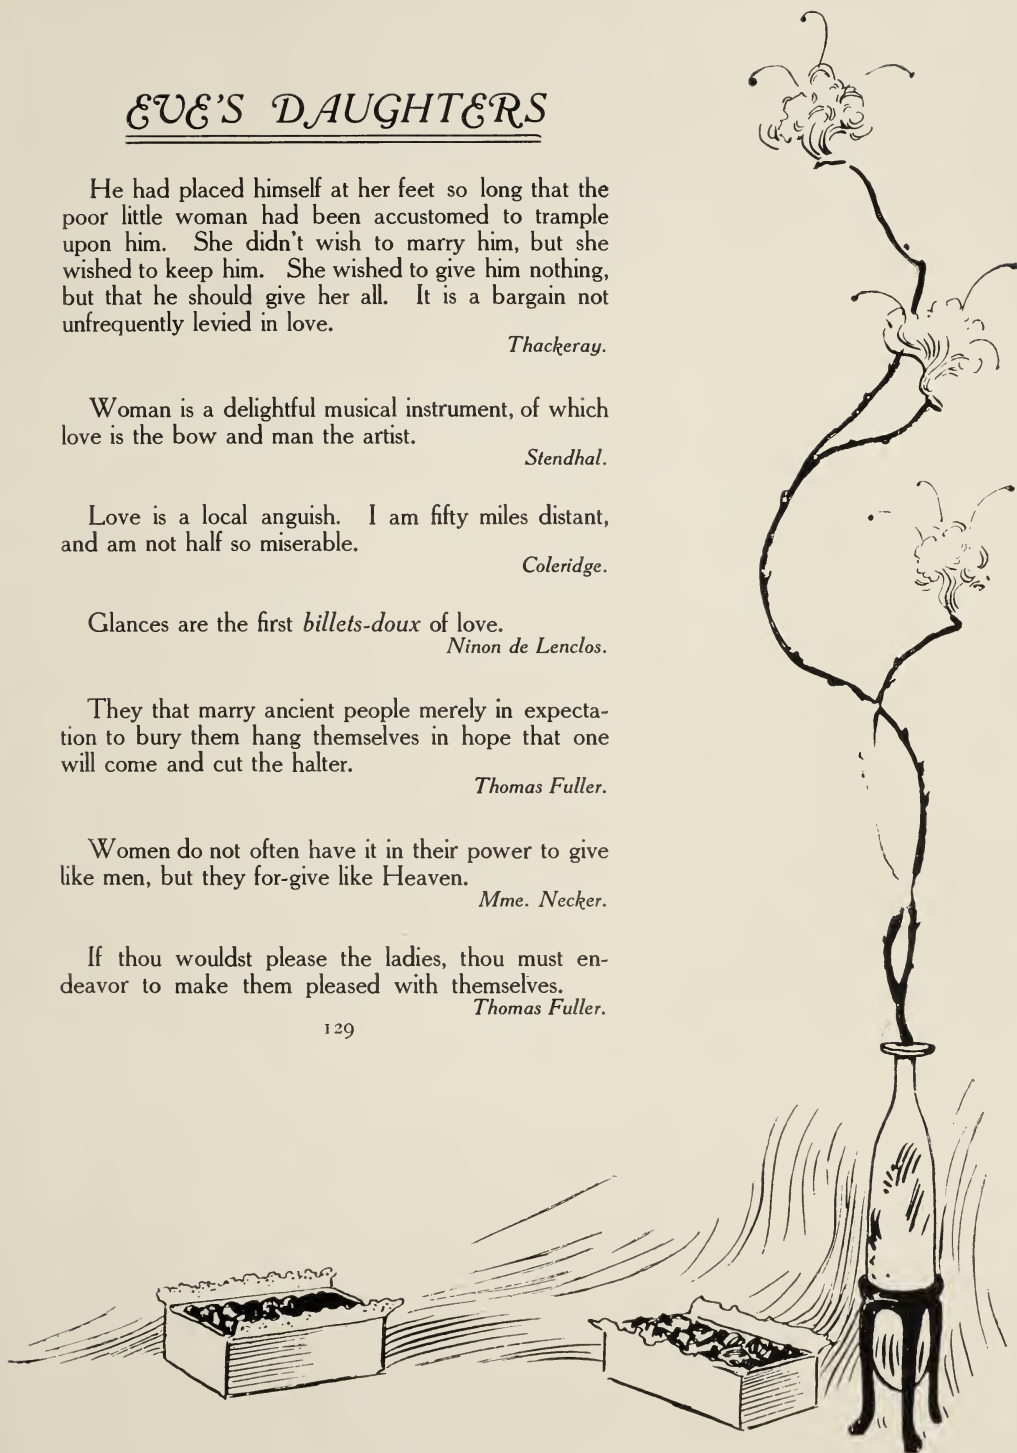 EVE'S DAUGHTERS
He had placed himself at her feet so long that the
poor little woman had been accustomed to trample
upon him. She didn't wish to marry him, but she
wished to keep him. She wished to give him nothing,
but that he should give her all. It is a bargain not
unfrequently levied in love.
Thackeray.
Woman is a delightful musical instrument, of which
love is the bow and man the artist.
Stendhal.
Love is a local anguish. I am fifty miles distant,
and am not half so miserable.
Coleridge.
Glances are the first billets-doux of love.
Ninon de Lenclos.
They that marry ancient people merely in expecta-
tion to bury them hang themselves in hope that one
will come and cut the halter.
Thomas Fuller.
Women do not often have it in their power to give
like men, but they for-give like Heaven.
Mme. Necker.
If thou wouldst please the ladies, thou must en-
deavor to make them pleased with themselves.
Thomas Fuller.
129